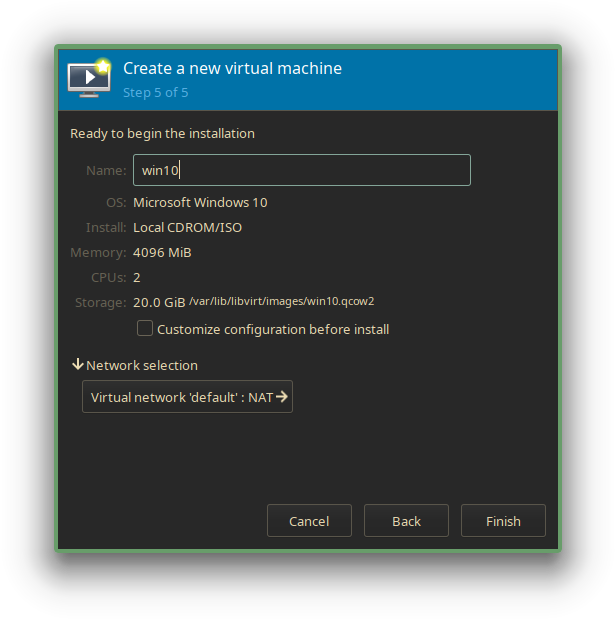 Create a new virtual machine
Step 5 of 5
Ready to begin the installation
Name: win10
OS: Microsoft Windows 10
Install: Local CDROM/ISO
Memory: 4096 MiB
CPUs: 2
Storage: 20.0 GiB /var/lib/libvirt/images/win10.qcow2
Customize configuration before install
Network selection
Virtual network 'default' : NAT
Cancel Back Finish